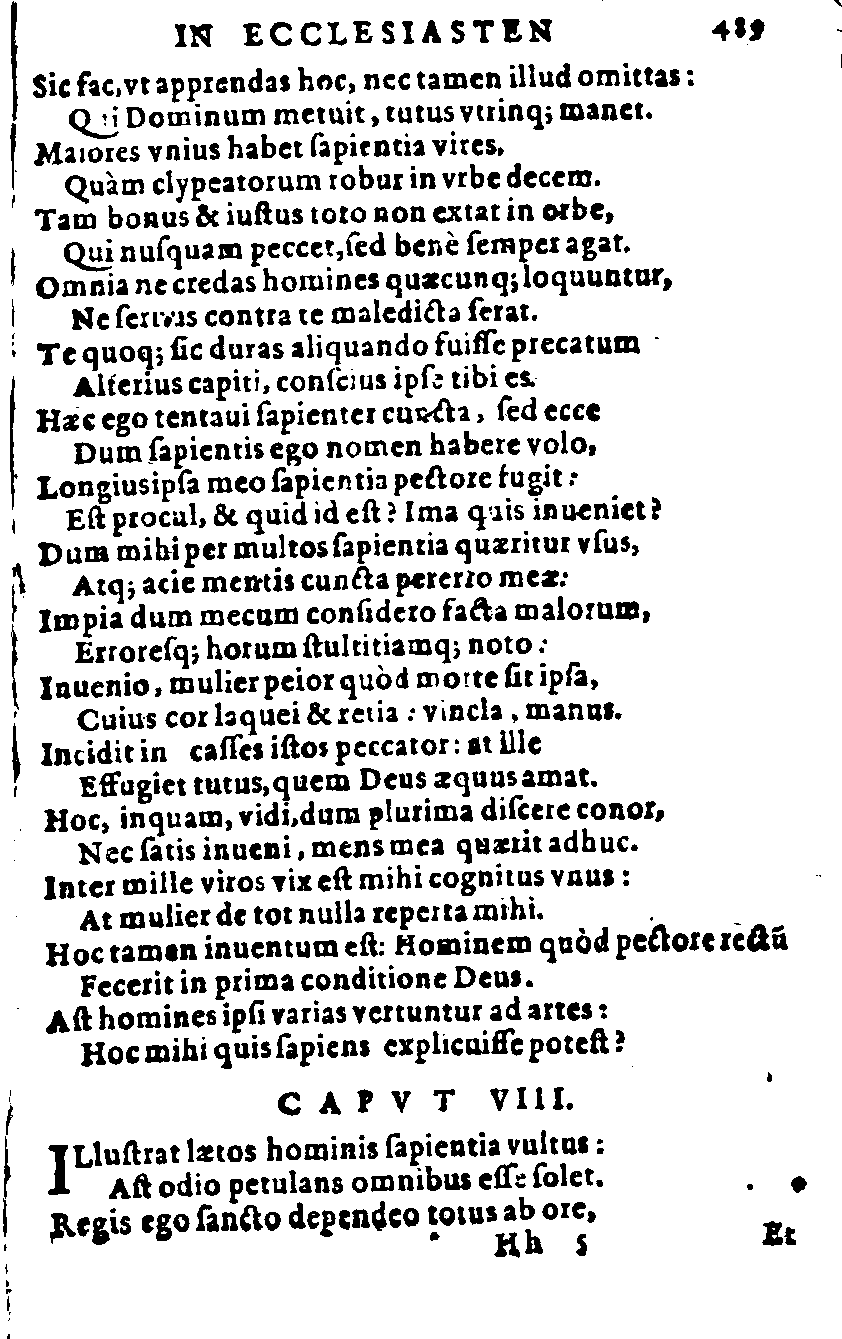 IN ECCLESIASTEN 489
Sic fac, vt apprendas hoc, nec tamen illud omittas:
Qui Dominum metuit, tutus vtrinq; manet.
Maiores vnius habet ſapientia vires,
Quàm clypeatorum robur in vrbe decem.
Tam bonus & iuſtus toto non extat in orbe,
Qui nuſquam peccet, ſed benè ſemper agat.
Omnia ne credas homines quæcunq; loquuntur,
Ne ſeruus contra te maledicta ferat.
Te quoq; ſic duras aliquando fuiſſe precatum
Alterius capiti, conſcius ipſe tibi es.
Hæc ego tentaui ſapienter cuncta, ſed ecce
Dum ſapientis ego nomen habere volo,
Longius ipſa meo ſapientia pectore fugit:
Eſt procul, & quid id eſt? Ima quis inueniet?
Dum mihi per multos ſapientia quæritur vſus,
Atq; acie mentis cuncta pererro meæ:
Impia dum mecum conſidero facta malorum,
Erroreſq; horum ſtultitiamq; noto:
Inuenio, mulier peior quòd morte ſit ipſa,
Cuius cor laquei & retia: vincla, manus.
Incidit in caſſes iſtos peccator: at ille
Effugiet tutus, quem Deus æquus amat.
Hoc, inquam, vidi, dum plurima diſcere conor,
Nec ſatis inueni, mens mea quærit adhuc.
Inter mille viros vix eſt mihi cognitus vnus:
At mulier de tot nulla reperta mihi.
Hoc tamen inuentum eſt: Hominem quòd pectore rectũ
Fecerit in prima conditione Deus.
Aſt homines ipſi varias vertuntur ad artes:
Hoc mihi quis ſapiens explicuiſſe poteſt?
CAPVT VIII.
ILluſtrat lætos hominis ſapientia vultus:
Aſt odio petulans omnibus eſſe ſolet.
Regis ego ſancto dependeo totus ab ore,
Hh 5 Et